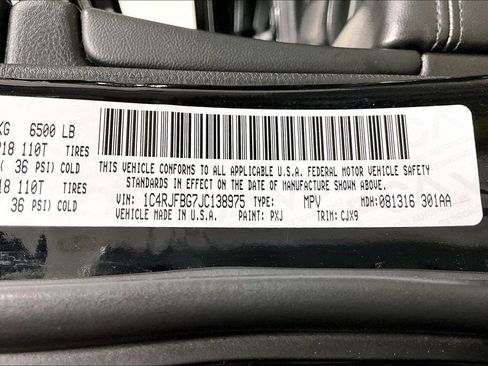 KG 6500 LB
R18 110T TIRES
( 36 PSI) COLD
R18 110T TIRES
36 PSI) COLD
THIS VEHICLE CONFORMS TO ALL APPLICABLE U.S.A. FEDERAL MOTOR VEHICLE SAFETY
STANDARDS IN EFFECT ON THE DATE OF MANUFACTURE SHOWN ABOVE.
VIN: 1C4RJFBG7JC138975 TYPE: MPV MDH: 081316 301AA
VEHICLE MADE IN U.S.A. PAINT: PXJ TRIM: CJX9